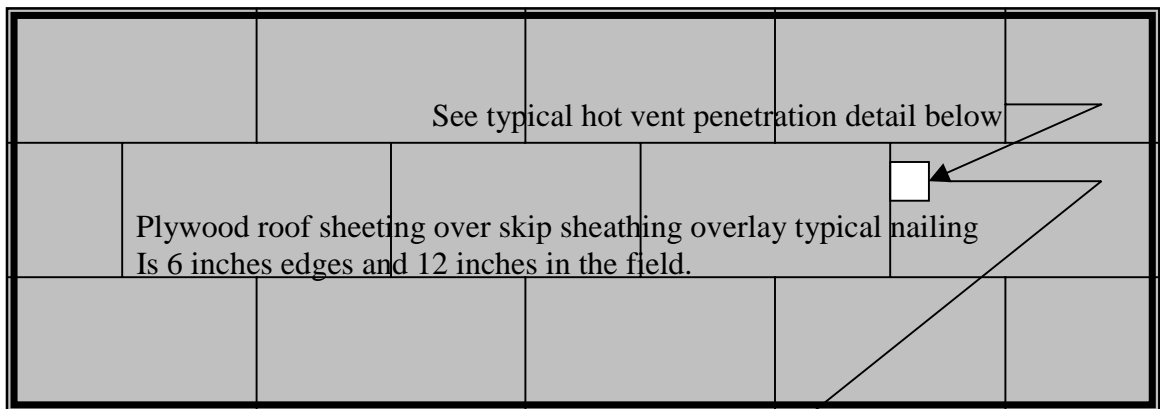 See typical hot vent penetration detail below
Plywood roof sheeting over skip sheathing overlay typical nailing
Is 6 inches edges and 12 inches in the field.